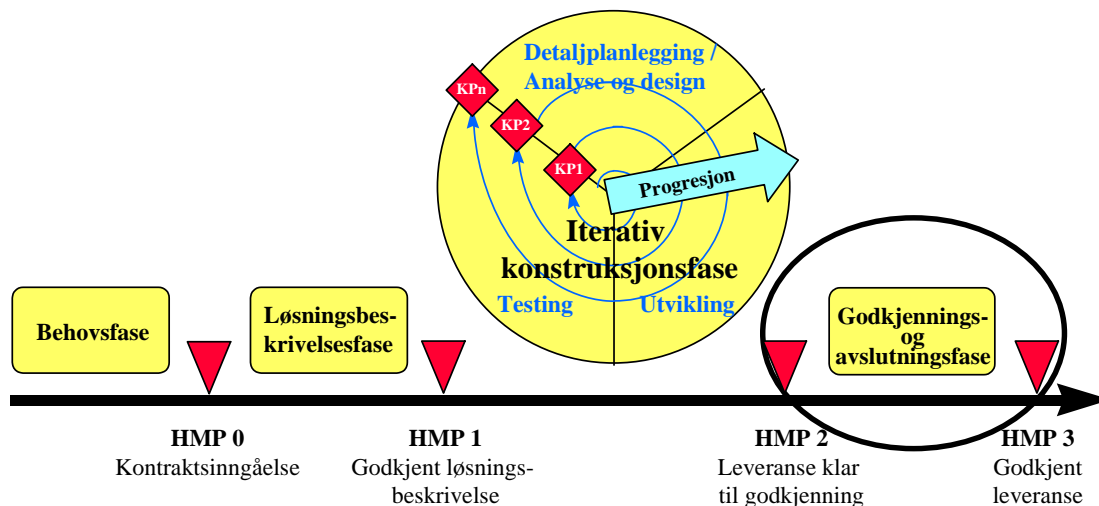 Detaljplanlegging /
Analyse og design
KPn
KP2
KP1
Progresjon
Iterativ
konstruksjonsfase
Testing
Utvikling
Behovsfase
Løsningsbes-
krivelsesfase
Godkjennings-
og
avslutningsfase
HMP 0
Kontraktsinngåelse
HMP 1
Godkjent løsnings-
beskrivelse
HMP 2
Leveranse klar
til godkjenning
HMP 3
Godkjent
leveranse